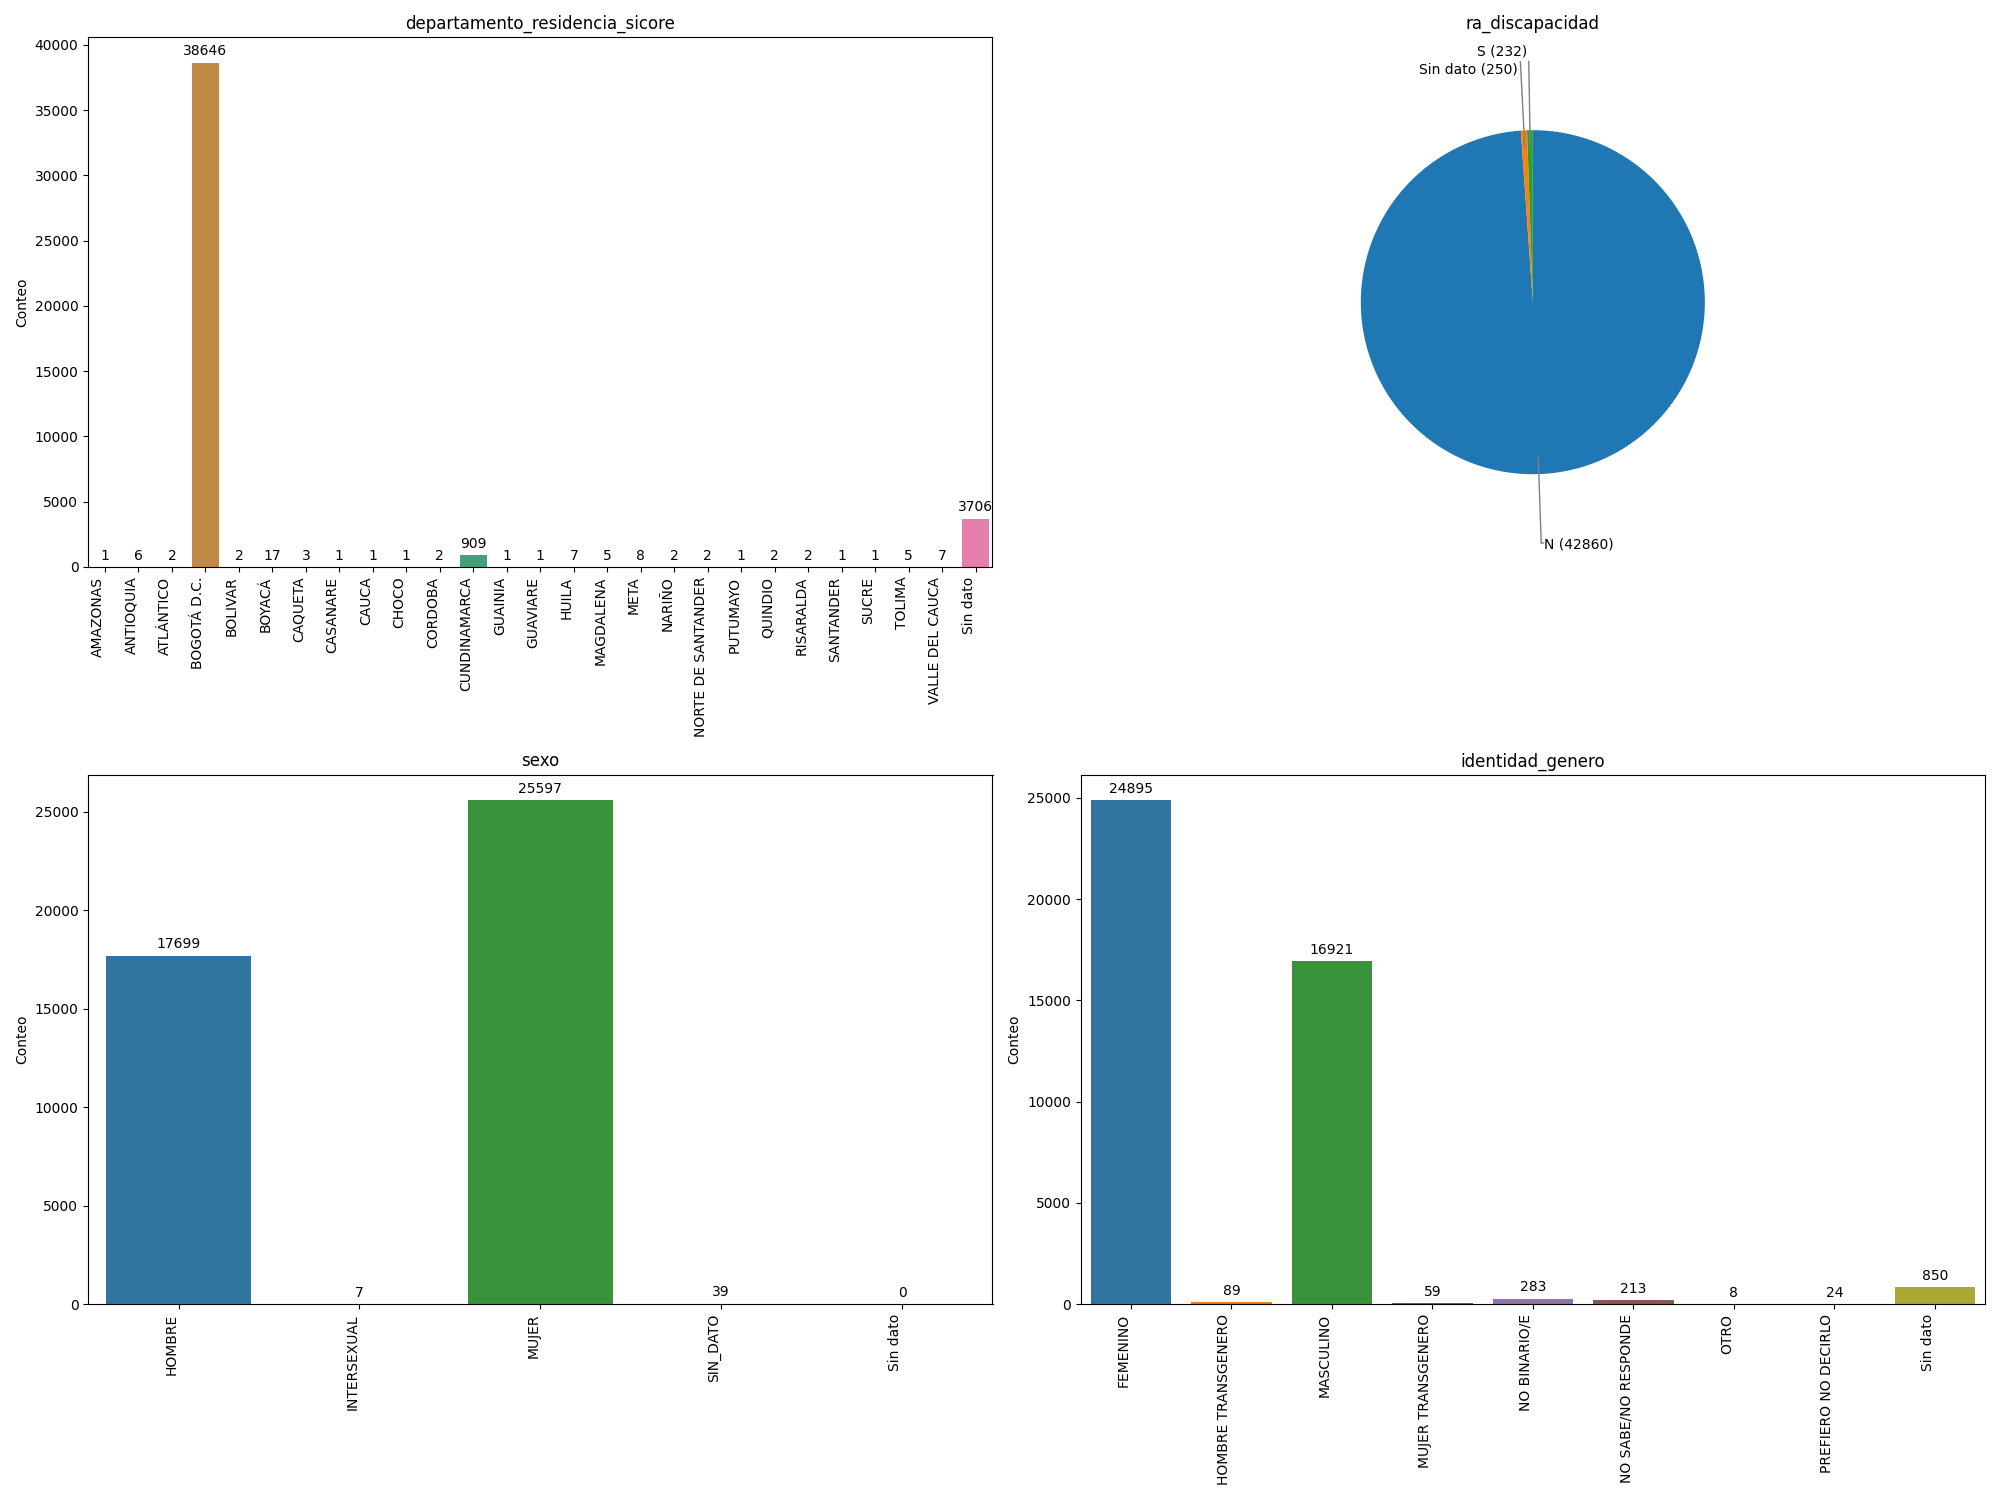 departamento_residencia_sicore
40000
35000
30000
25000
20000
15000
10000
5000
0
Conteo
1 6 2 38646 2 17 3 1 1 1 2 909 1 1 7 5 8 2 2 1 2 2 1 1 5 7 3706
AMAZONAS
ANTIOQUIA
ATLÁNTICO
BOGOTÁ D.C.
BOLIVAR
BOYACÁ
CAQUETA
CASANARE
CAUCA
CHOCO
CORDOBA
CUNDINAMARCA
GUAINIA
GUAVIARE
HUILA
MAGDALENA
META
NARIÑO
NORTE DE SANTANDER
PUTUMAYO
QUINDIO
RISARALDA
SANTANDER
SUCRE
TOLIMA
VALLE DEL CAUCA
Sin dato
ra_discapacidad
S (232)
Sin dato (250)
N (42860)
sexo
25000
20000
15000
10000
5000
0
Conteo
17699 7 25597 39 0
HOMBRE
INTERSEXUAL
MUJER
SIN_DATO
Sin dato
identidad_genero
25000
20000
15000
10000
5000
0
Conteo
24895 89 16921 59 283 213 8 24 850
FEMENINO
HOMBRE TRANSGENERO
MASCULINO
MUJER TRANSGENERO
NO BINARIO/E
NO SABE/NO RESPONDE
OTRO
PREFIERO NO DECIRLO
Sin dato